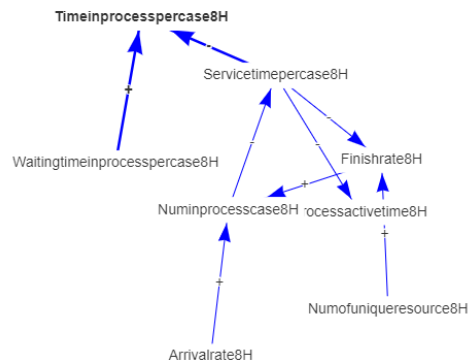 Timeinprocesspercase8H
-
Servicetimepercase8H
+
Waitingtimeinprocesspercase8H
-
-
-
Finishrate8H
+
Numinprocesscase8H
rocessactivetime8H
+
+
Numofuniqueresource8H
Arrivalrate8H